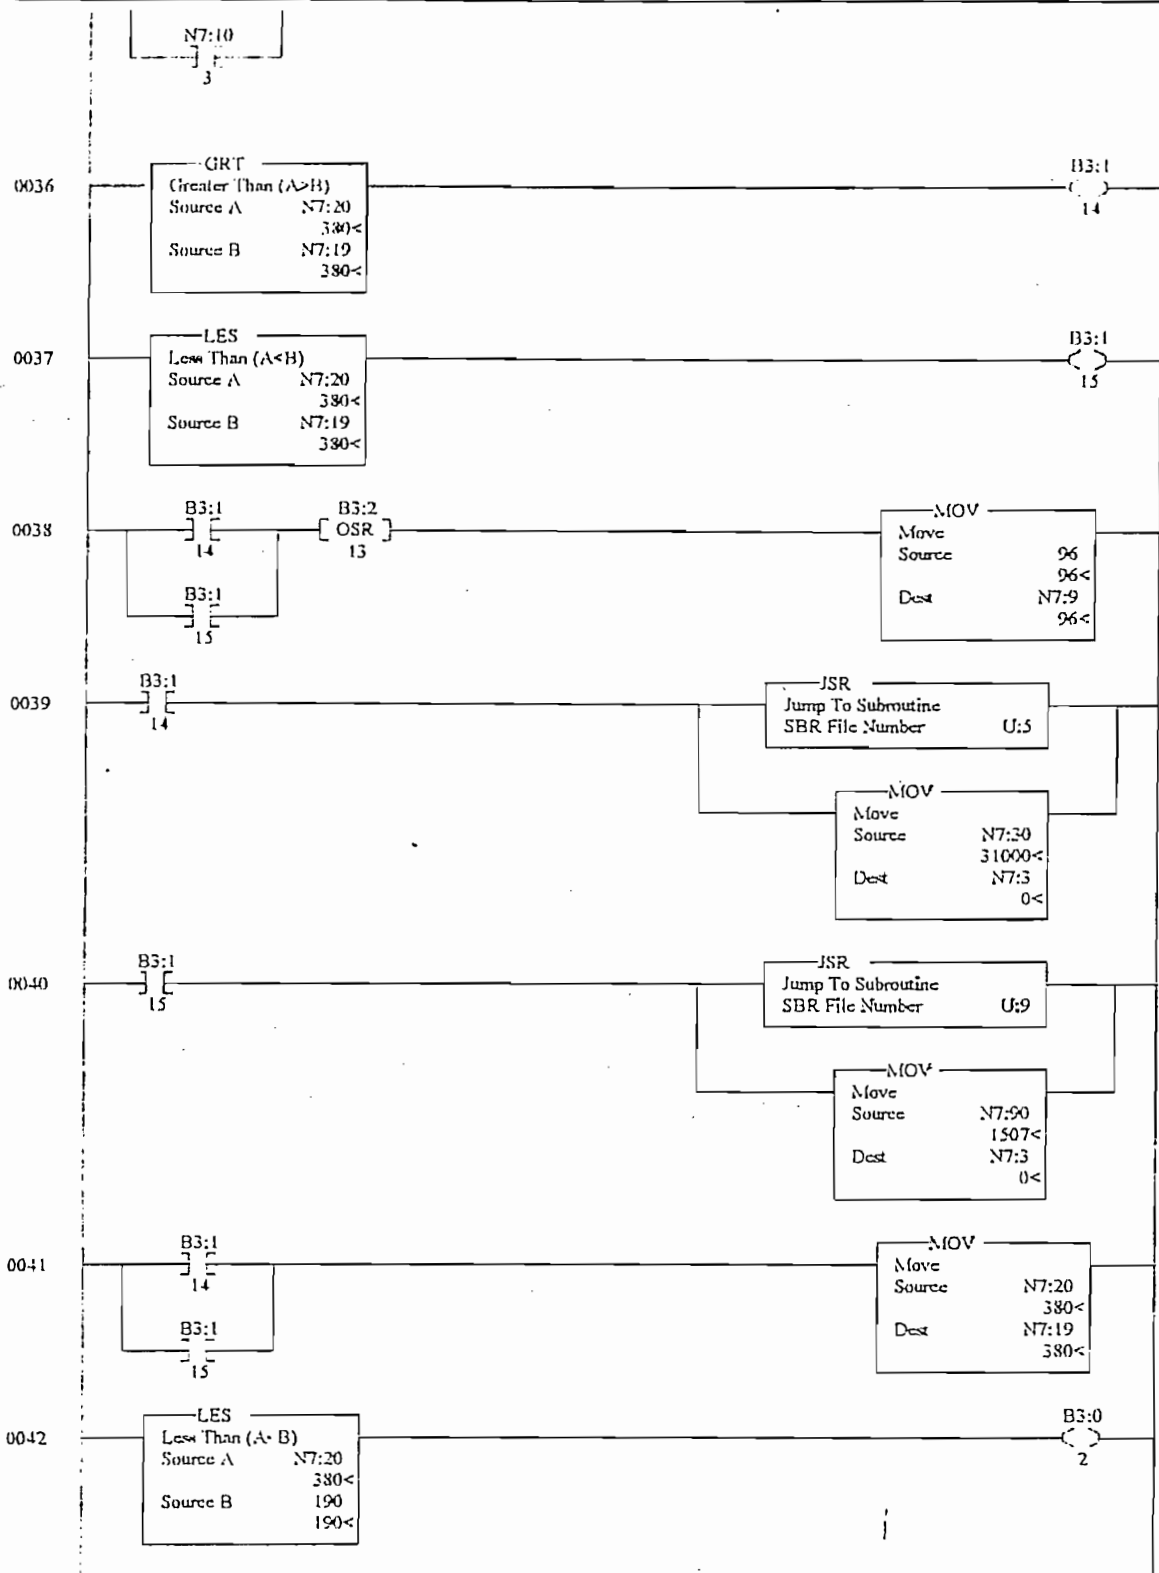 N7:10
3
0036
GRT
Greater Than (A>B)
Source A N7:20
380<
Source B N7:19
380<
B3:1
14
0037
LES
Less Than (A<B)
Source A N7:20
380<
Source B N7:19
380<
B3:1
15
0038
B3:1
14
B3:1
15
B3:2
OSR
13
MOV
Move
Source 96
96<
Dest N7:9
96<
0039
B3:1
14
JSR
Jump To Subroutine
SBR File Number U:5
MOV
Move
Source N7:30
31000<
Dest N7:3
0<
0040
B3:1
15
JSR
Jump To Subroutine
SBR File Number U:9
MOV
Move
Source N7:90
1507<
Dest N7:3
0<
0041
B3:1
14
B3:1
15
MOV
Move
Source N7:20
380<
Dest N7:19
380<
0042
LES
Less Than (A<B)
Source A N7:20
380<
Source B 190
190<
B3:0
2